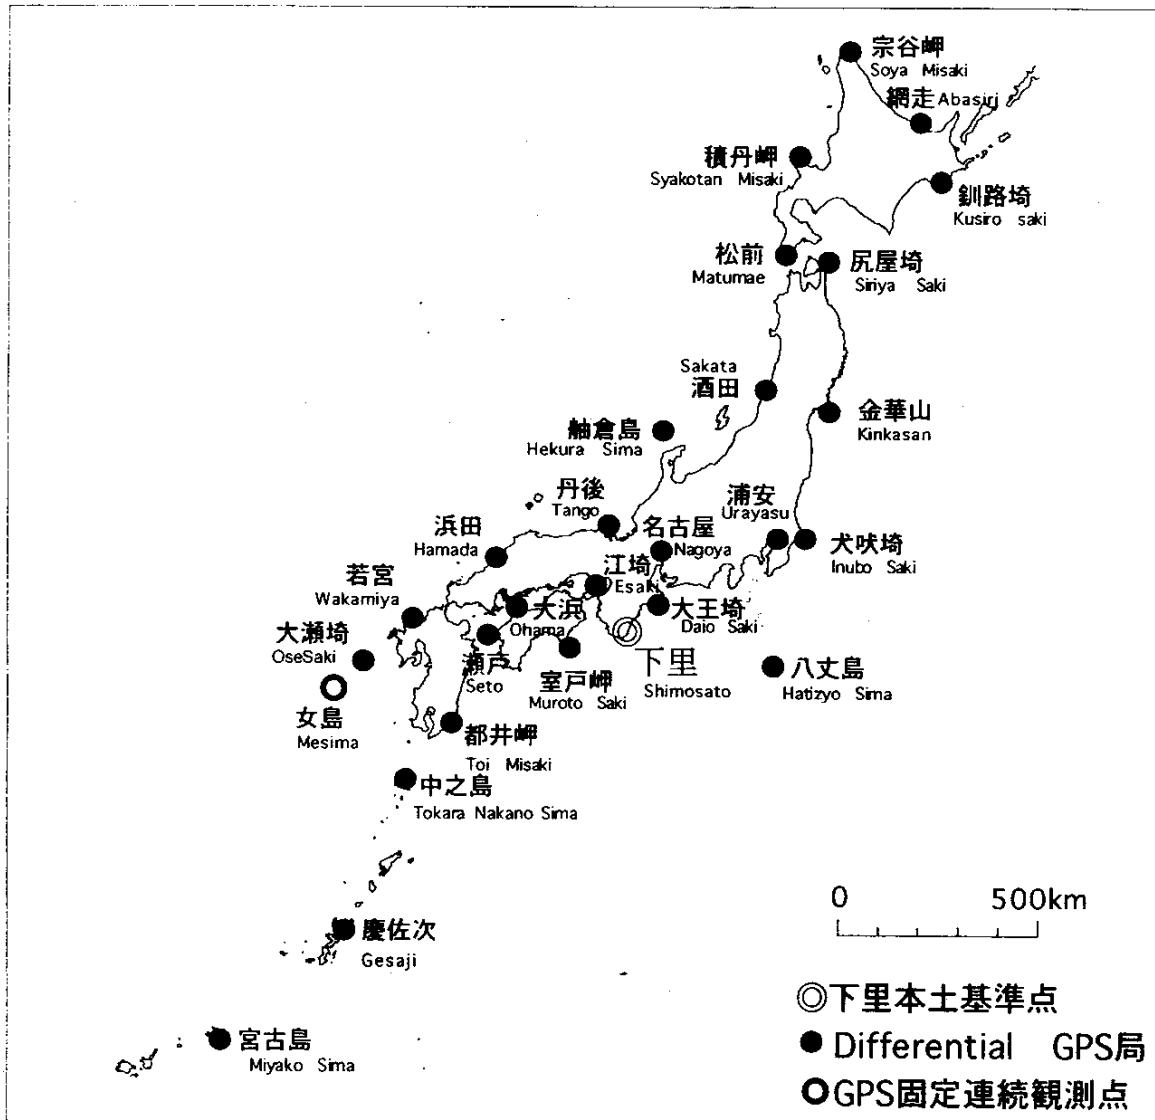 宗谷岬
Soya Misaki
網走 Abasiri
積丹岬
Syakotan Misaki
釧路埼
Kusiro saki
松前
Matumae
尻屋埼
Siriya Saki
Sakata
酒田
金華山
Kinkasan
舳倉島
Hekura Sima
丹後
Tango
浦安
Urayasu
浜田
Hamada
名古屋
Nagoya
犬吠埼
Inubo Saki
江埼
Esaki
若宮
Wakamiya
大浜
Ohama
大王埼
Daio Saki
大瀬埼
OseSaki
瀬戸
Seto
室戸岬
Muroto Saki
下里
Shimosato
八丈島
Hatizyo Sima
女島
Mesima
都井岬
Toi Misaki
中之島
Tokara Nakano Sima
慶佐次
Gesaji
宮古島
Miyako Sima
0 500km
◎下里本土基準点
●Differential GPS局
○GPS固定連続観測点